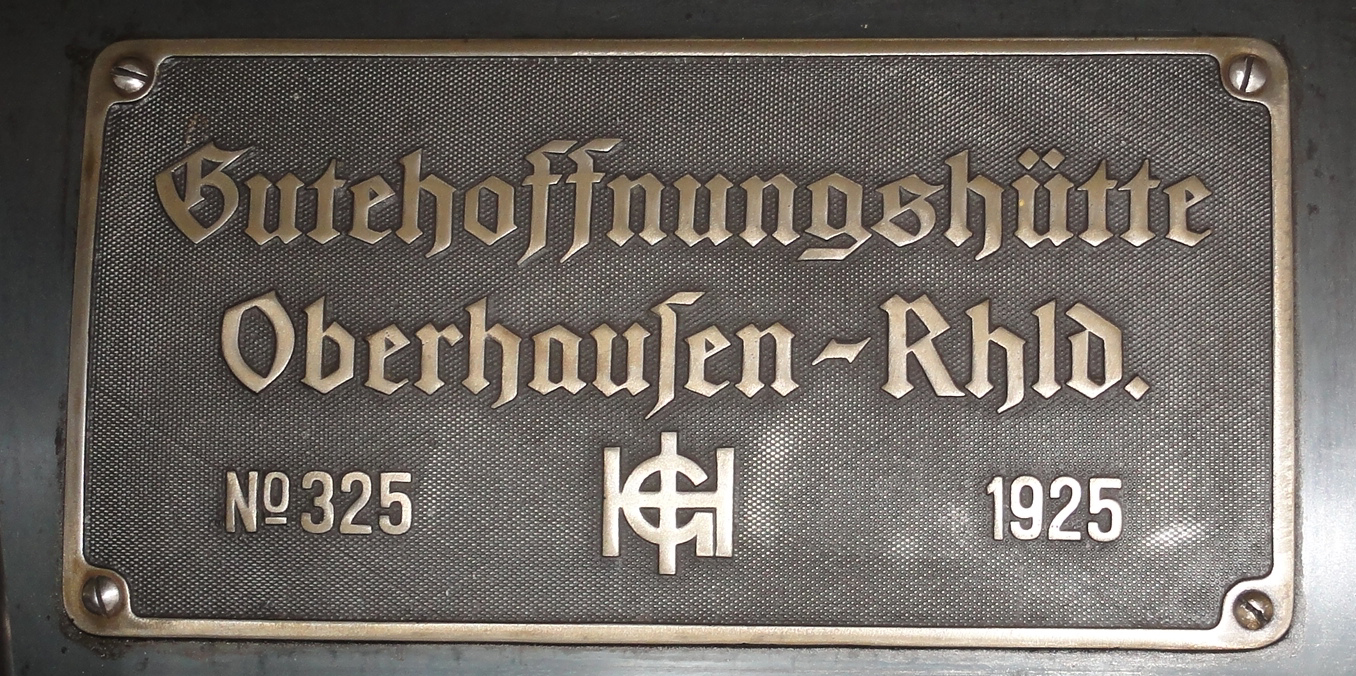 Gutehoffnungshütte
Oberhauſen-Rhld.
№ 325 GHH 1925